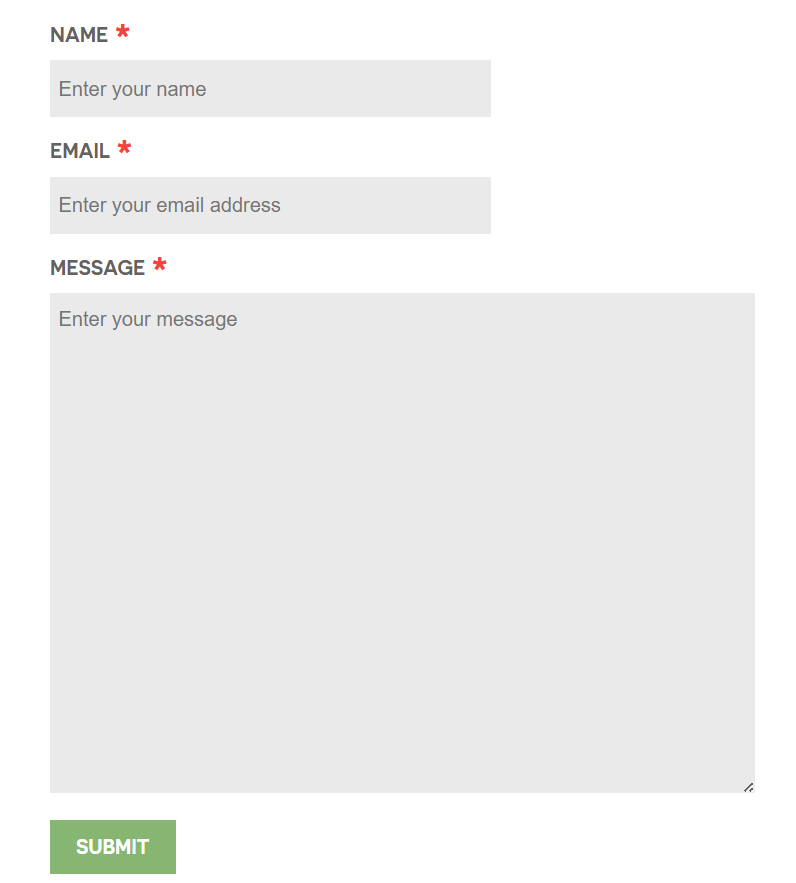 NAME *
Enter your name
EMAIL *
Enter your email address
MESSAGE *
Enter your message
SUBMIT